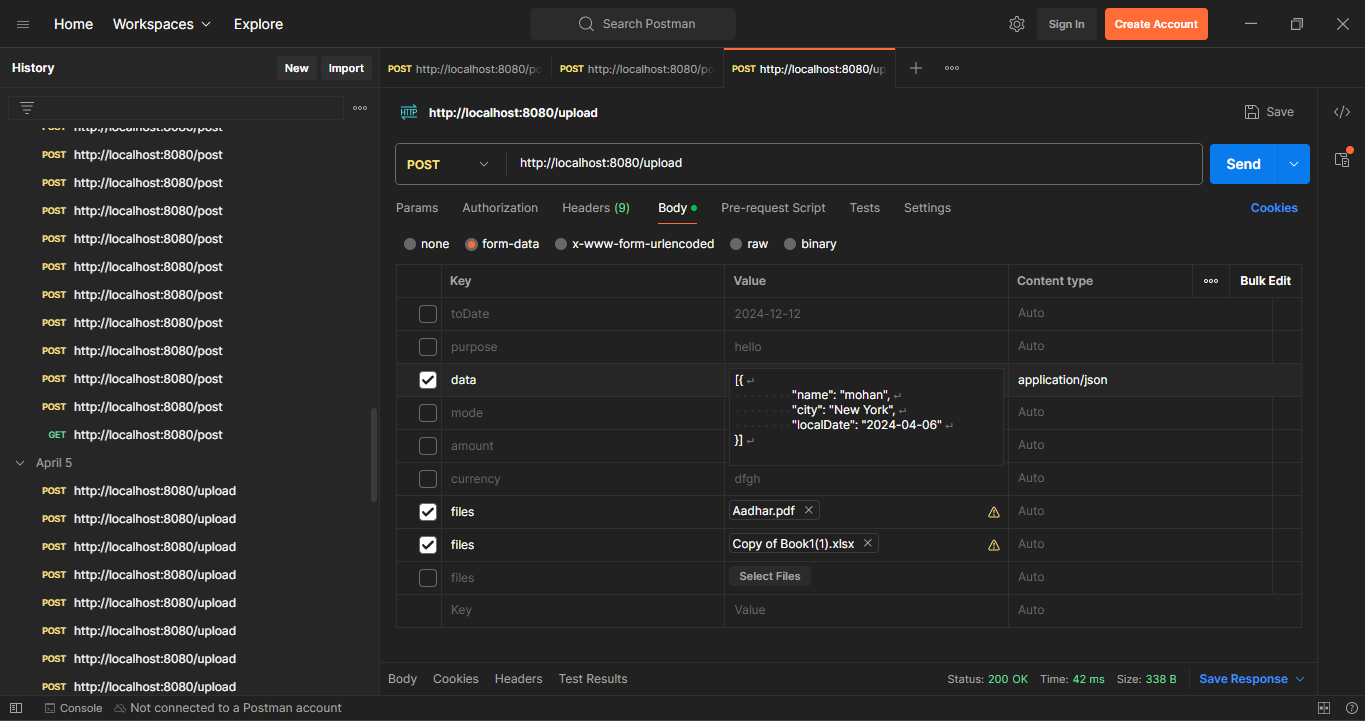 Home Workspaces Explore Search Postman Sign In Create Account
History New Import
POST http://localhost:8080/po POST http://localhost:8080/po POST http://localhost:8080/up
HTTP http://localhost:8080/upload Save
POST http://localhost:8080/upload Send
Params Authorization Headers (9) Body Pre-request Script Tests Settings Cookies
none form-data x-www-form-urlencoded raw binary
Key Value Content type Bulk Edit
toDate 2024-12-12 Auto
purpose hello Auto
data [{ application/json
"name": "mohan",
"city": "New York",
"localDate": "2024-04-06"
}]
mode Auto
amount Auto
currency dfgh Auto
files Aadhar.pdf Auto
files Copy of Book1(1).xlsx Auto
files Select Files Auto
Key Value Auto
POST http://localhost:8080/post
POST http://localhost:8080/post
POST http://localhost:8080/post
POST http://localhost:8080/post
POST http://localhost:8080/post
POST http://localhost:8080/post
POST http://localhost:8080/post
POST http://localhost:8080/post
POST http://localhost:8080/post
POST http://localhost:8080/post
POST http://localhost:8080/post
GET http://localhost:8080/post
April 5
POST http://localhost:8080/upload
POST http://localhost:8080/upload
POST http://localhost:8080/upload
POST http://localhost:8080/upload
POST http://localhost:8080/upload
POST http://localhost:8080/upload
POST http://localhost:8080/upload
POST http://localhost:8080/upload
Body Cookies Headers Test Results Status: 200 OK Time: 42 ms Size: 338 B Save Response
Console Not connected to a Postman account